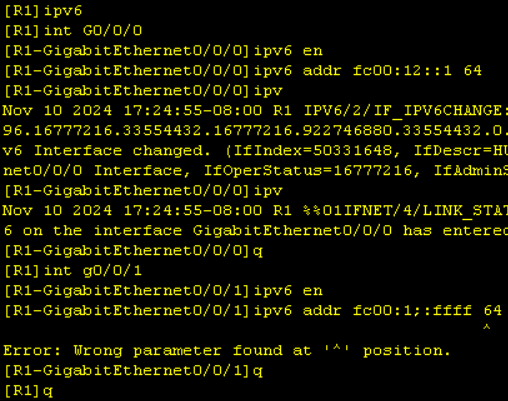 [R1]ipv6
[R1]int G0/0/0
[R1-GigabitEthernet0/0/0]ipv6 en
[R1-GigabitEthernet0/0/0]ipv6 addr fc00:12::1 64
[R1-GigabitEthernet0/0/0]ipv
Nov 10 2024 17:24:55-08:00 R1 IPV6/2/IF_IPV6CHANGE:
96.16777216.33554432.16777216.922746880.33554432.0.
v6 Interface changed. (IfIndex=50331648, IfDescr=HU
net0/0/0 Interface, IfOperStatus=16777216, IfAdminS
[R1-GigabitEthernet0/0/0]ipv
Nov 10 2024 17:24:55-08:00 R1 %%01IFNET/4/LINK_STAT
6 on the interface GigabitEthernet0/0/0 has entered
[R1-GigabitEthernet0/0/0]q
[R1]int g0/0/1
[R1-GigabitEthernet0/0/1]ipv6 en
[R1-GigabitEthernet0/0/1]ipv6 addr fc00:1;:ffff 64
^
Error: Wrong parameter found at '^' position.
[R1-GigabitEthernet0/0/1]q
[R1]q